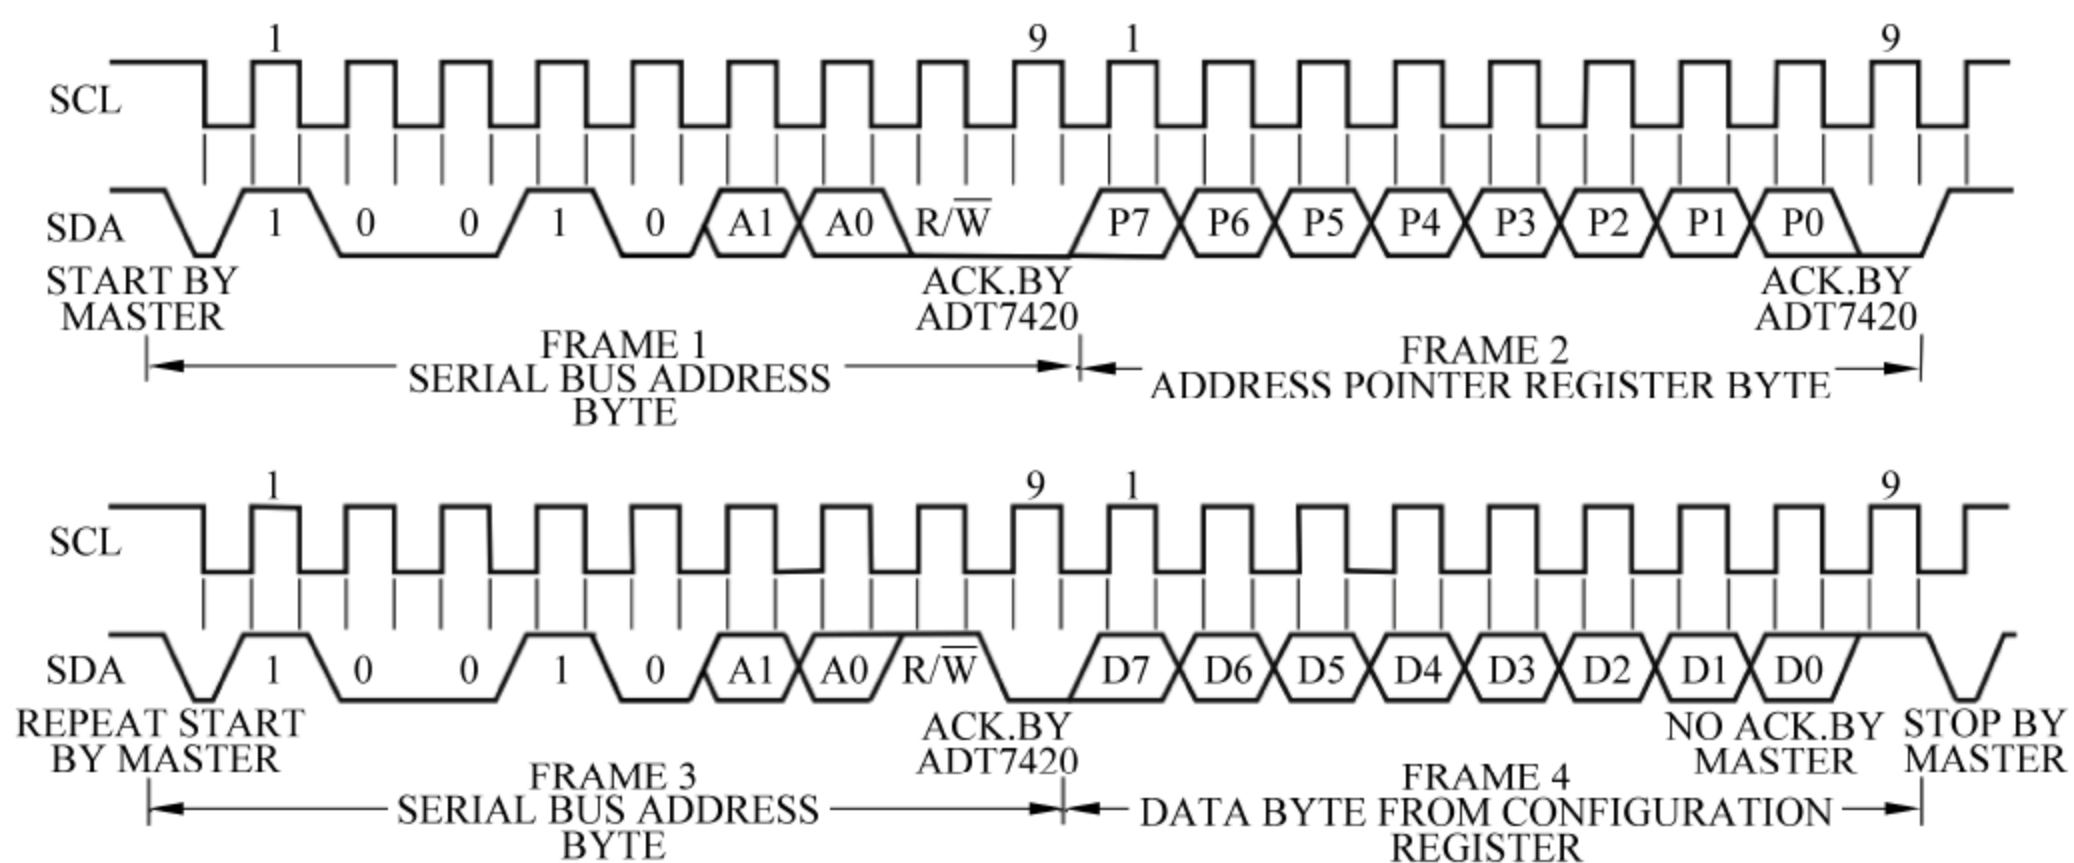 1 9 1 9
SCL
SDA 1 0 0 1 0 A1 A0 R/W̅ P7 P6 P5 P4 P3 P2 P1 P0
START BY MASTER
ACK.BY ADT7420
ACK.BY ADT7420
FRAME 1
SERIAL BUS ADDRESS
BYTE
FRAME 2
ADDRESS POINTER REGISTER BYTE
1 9 1 9
SCL
SDA 1 0 0 1 0 A1 A0 R/W̅ D7 D6 D5 D4 D3 D2 D1 D0
REPEAT START
BY MASTER
ACK.BY
ADT7420
NO ACK.BY
MASTER
STOP BY
MASTER
FRAME 3
SERIAL BUS ADDRESS
BYTE
FRAME 4
DATA BYTE FROM CONFIGURATION
REGISTER